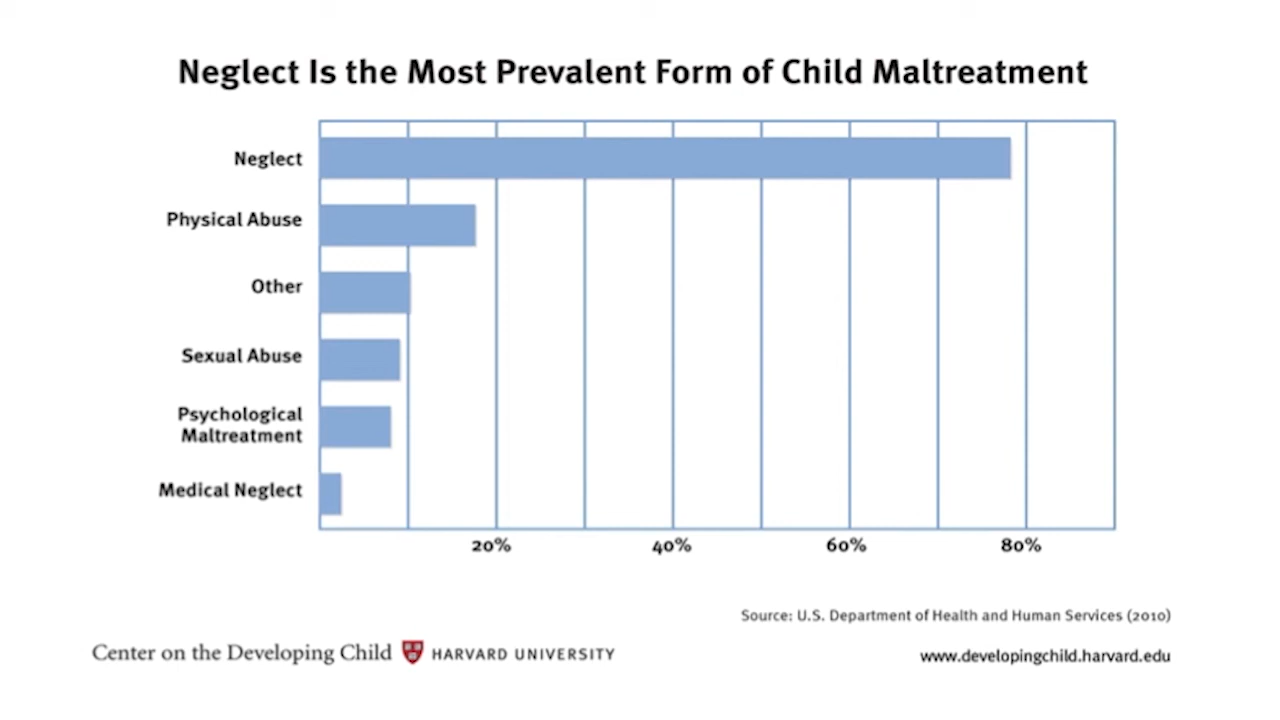 Neglect Is the Most Prevalent Form of Child Maltreatment
Neglect
Physical Abuse
Other
Sexual Abuse
Psychological
Maltreatment
Medical Neglect
20%
40%
60%
80%
Source: U.S. Department of Health and Human Services (2010)
Center on the Developing Child HARVARD UNIVERSITY
www.developingchild.harvard.edu